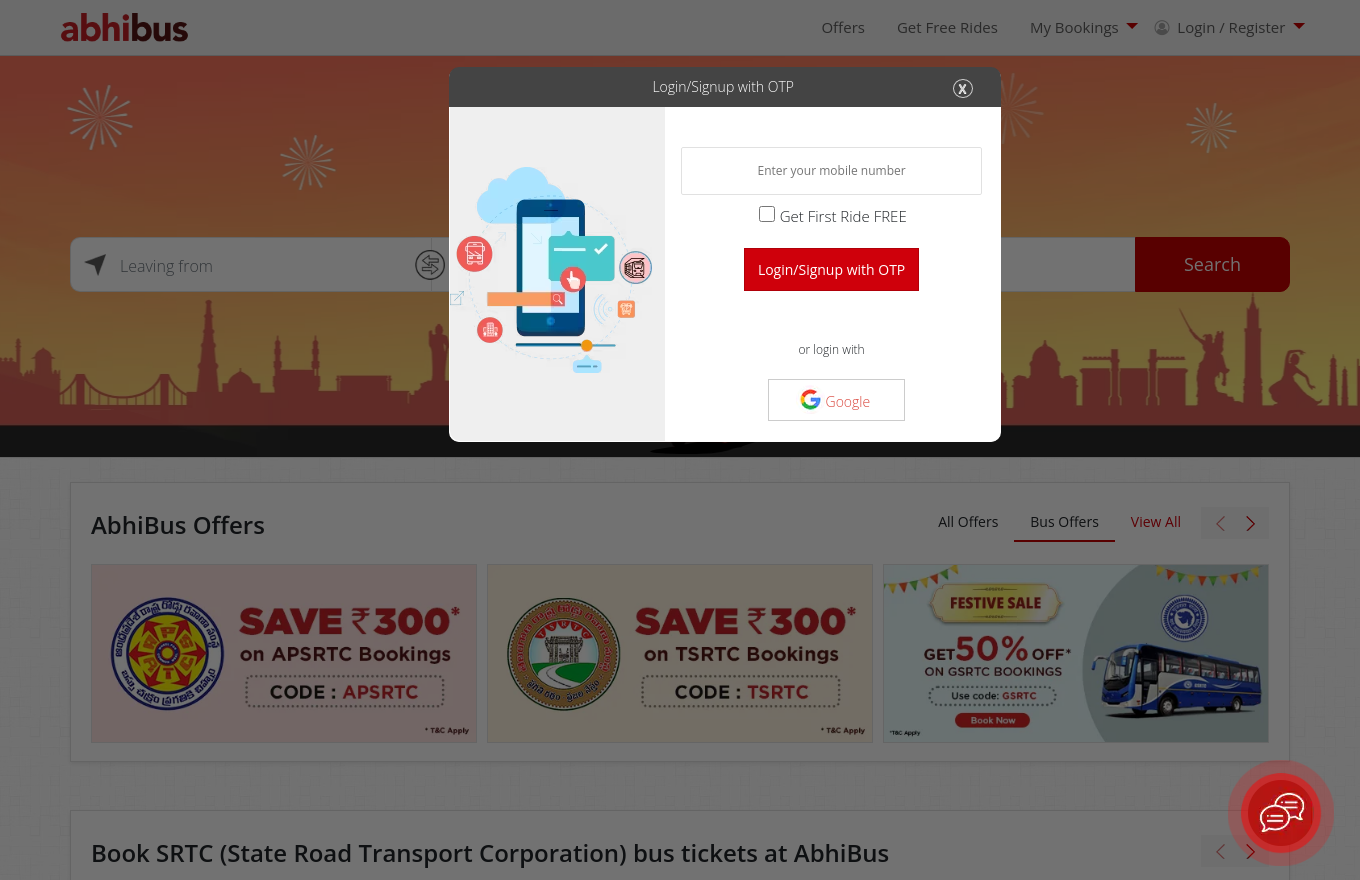 abhibus
Offers
Get Free Rides
My Bookings
Login / Register
Login/Signup with OTP
X
Enter your mobile number
Get First Ride FREE
Login/Signup with OTP
or login with
Google
Leaving from
Search
AbhiBus Offers
All Offers
Bus Offers
View All
SAVE ₹300*
on APSRTC Bookings
CODE : APSRTC
* T&C Apply
SAVE ₹300*
on TSRTC Bookings
CODE : TSRTC
* T&C Apply
FESTIVE SALE
GET 50% OFF*
ON GSRTC BOOKINGS
Use code: GSRTC
Book Now
*T&C Apply
Book SRTC (State Road Transport Corporation) bus tickets at AbhiBus